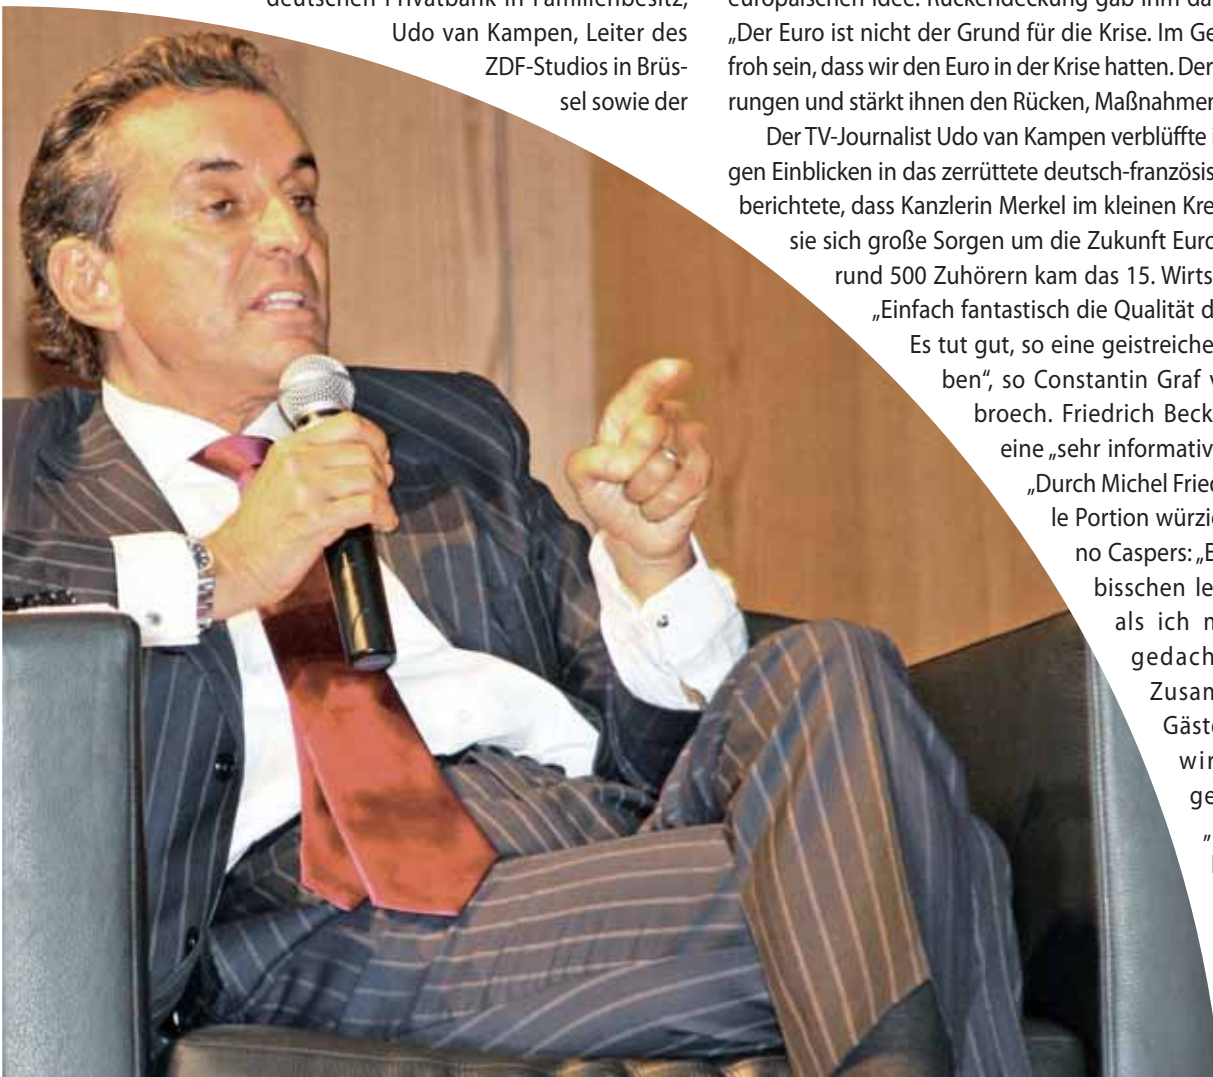 deutschen Privatbank in Familienbesitz,
Udo van Kampen, Leiter des
ZDF-Studios in Brüs-
sel sowie der
europäischen Idee. Rückendeckung gab ihm da
„Der Euro ist nicht der Grund für die Krise. Im Ge
froh sein, dass wir den Euro in der Krise hatten. Der
rungen und stärkt ihnen den Rücken, Maßnahmen
Der TV-Journalist Udo van Kampen verblüffte
gen Einblicken in das zerrüttete deutsch-französis
berichtete, dass Kanzlerin Merkel im kleinen Kre
sie sich große Sorgen um die Zukunft Euro
rund 500 Zuhörern kam das 15. Wirts
„Einfach fantastisch die Qualität d
Es tut gut, so eine geistreiche
ben“, so Constantin Graf v
broech. Friedrich Beck
eine „sehr informativ
„Durch Michel Fried
le Portion würzi
no Caspers: „E
bisschen le
als ich m
gedach
Zusam
Gäste
wir
ge
„